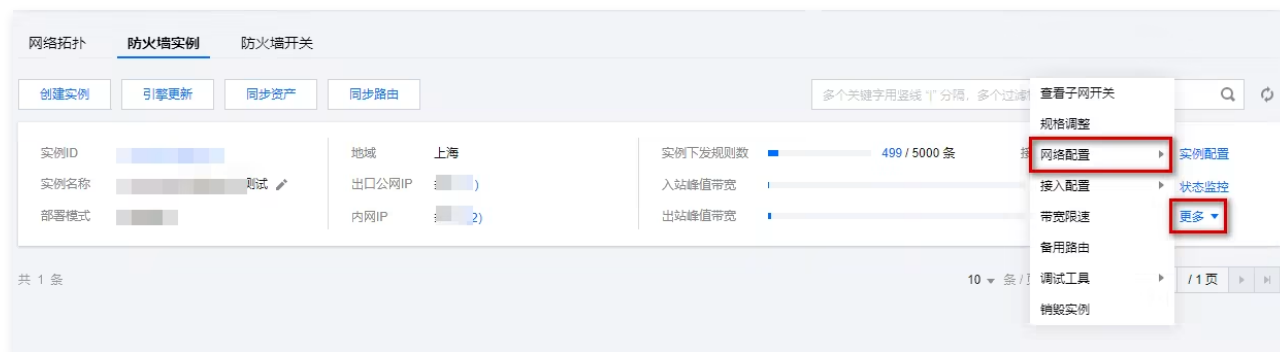 网络拓扑 防火墙实例 防火墙开关
创建实例 引擎更新 同步资产 同步路由 多个关键字用竖线 "|" 分隔，多个过滤
查看子网开关
规格调整
实例ID 地域 上海 实例下发规则数 499 / 5000 条 网络配置 实例配置
实例名称 测试 出口公网IP ) 入站峰值带宽 接入配置 状态监控
部署模式 内网IP 2) 出站峰值带宽 带宽限速 更多
备用路由
共 1 条 10 条 / 调试工具 / 1 页
销毁实例